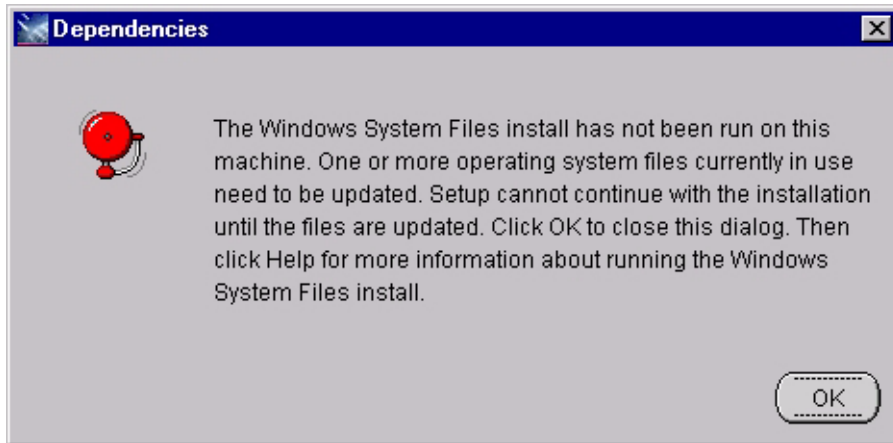 Dependencies
The Windows System Files install has not been run on this
machine. One or more operating system files currently in use
need to be updated. Setup cannot continue with the installation
until the files are updated. Click OK to close this dialog. Then
click Help for more information about running the Windows
System Files install.
OK